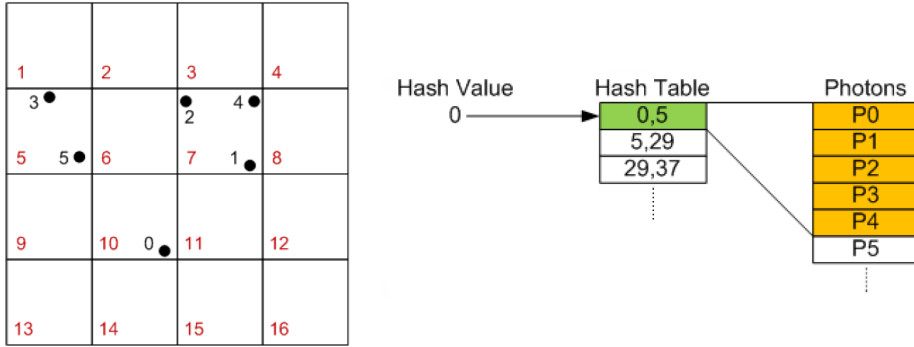 1 2 3 4
3 2 4
5 5 6 7 1 8
9 10 0 11 12
13 14 15 16
Hash Value
0
Hash Table
0,5
5,29
29,37
Photons
P0
P1
P2
P3
P4
P5